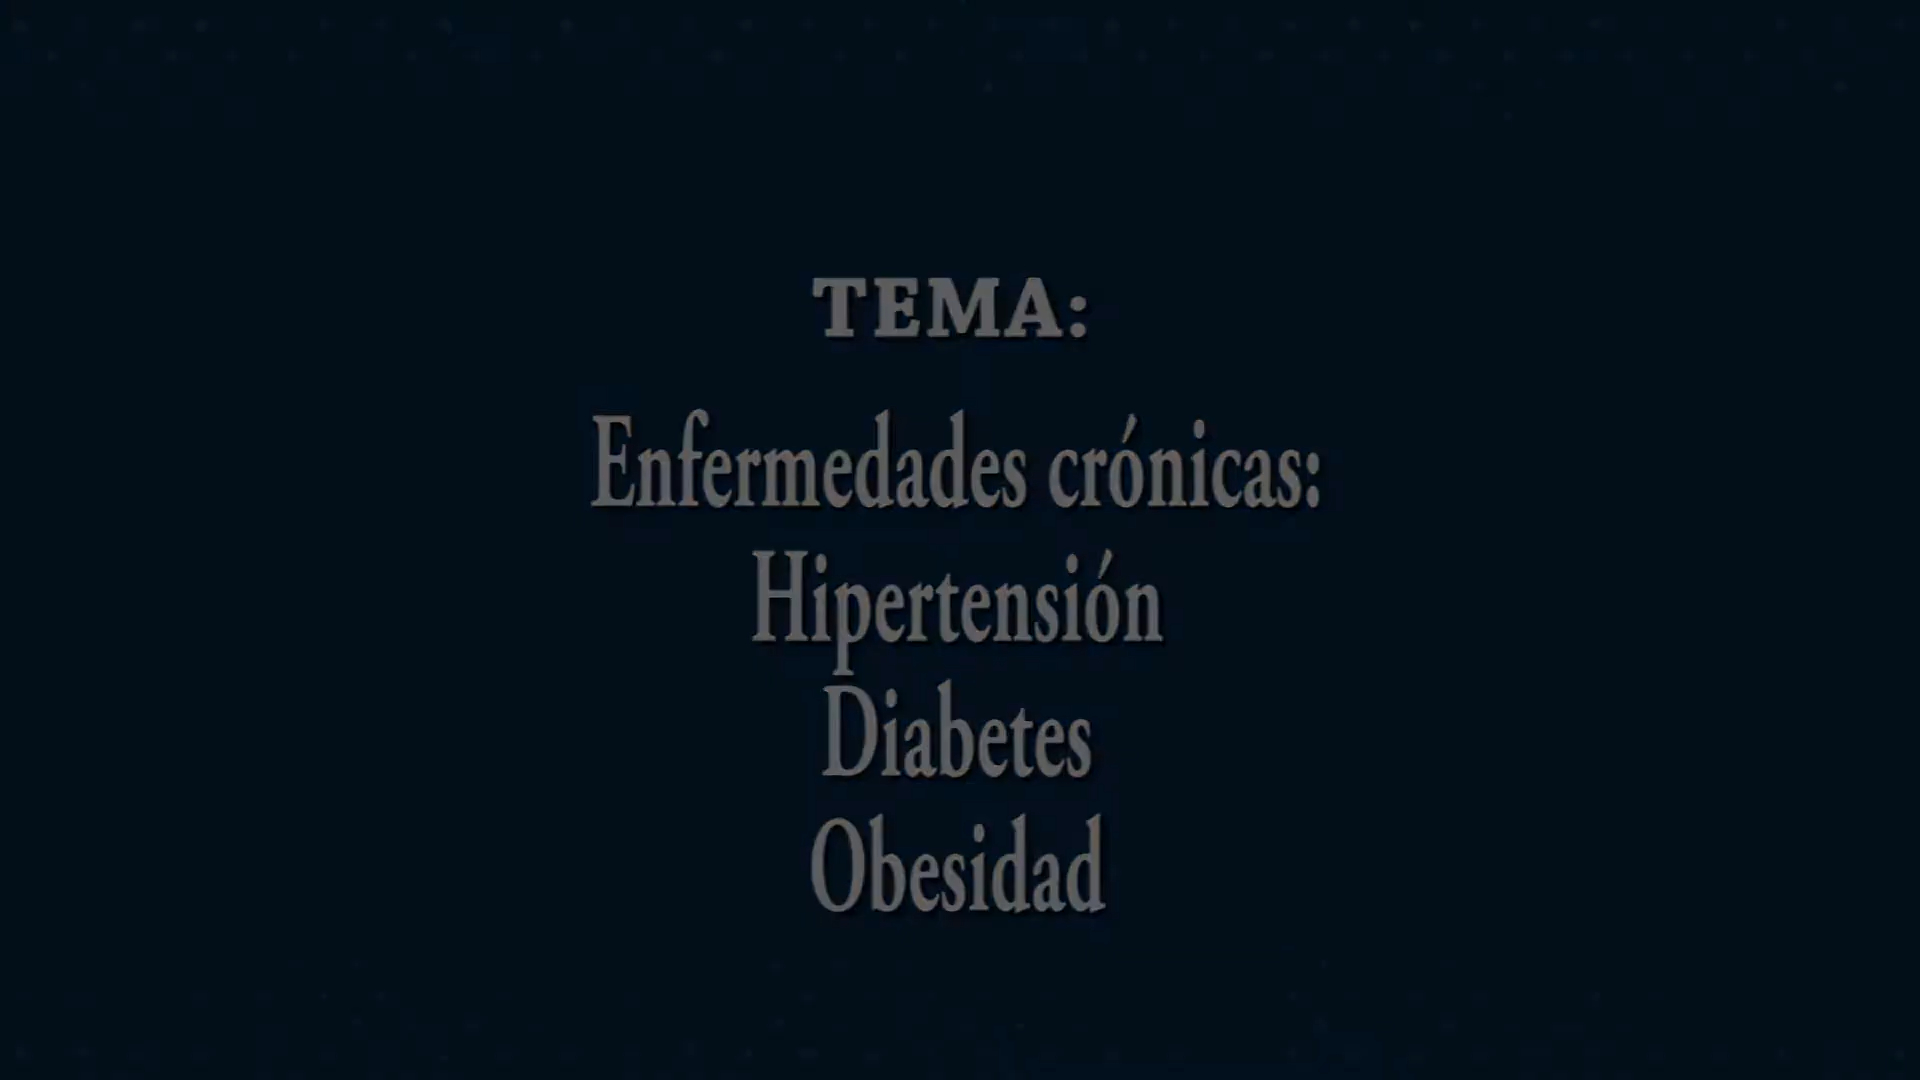 TEMA:
Enfermedades crónicas:
Hipertensión
Diabetes
Obesidad